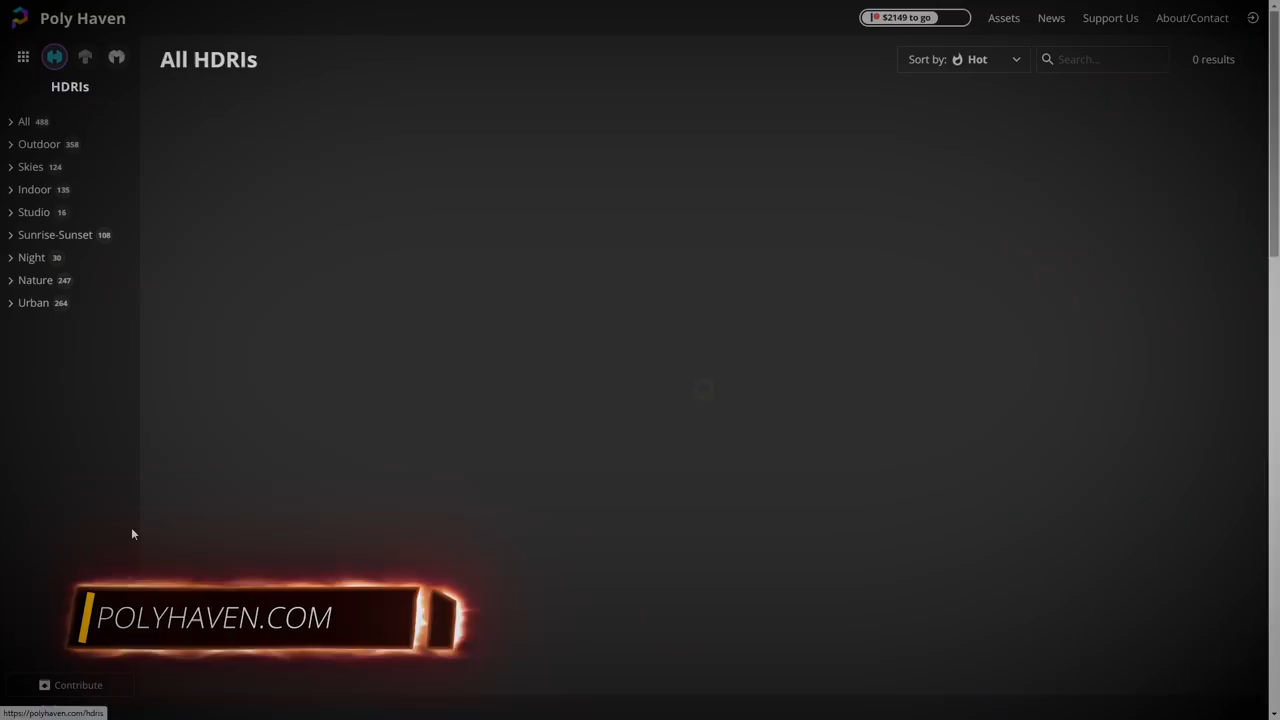 Poly Haven
$2149 to go
Assets
News
Support Us
About/Contact
All HDRIs
Sort by: Hot
Search...
0 results
HDRIs
All 488
Outdoor 358
Skies 124
Indoor 135
Studio 16
Sunrise-Sunset 108
Night 30
Nature 247
Urban 264
POLYHAVEN.COM
Contribute
https://polyhaven.com/hdris